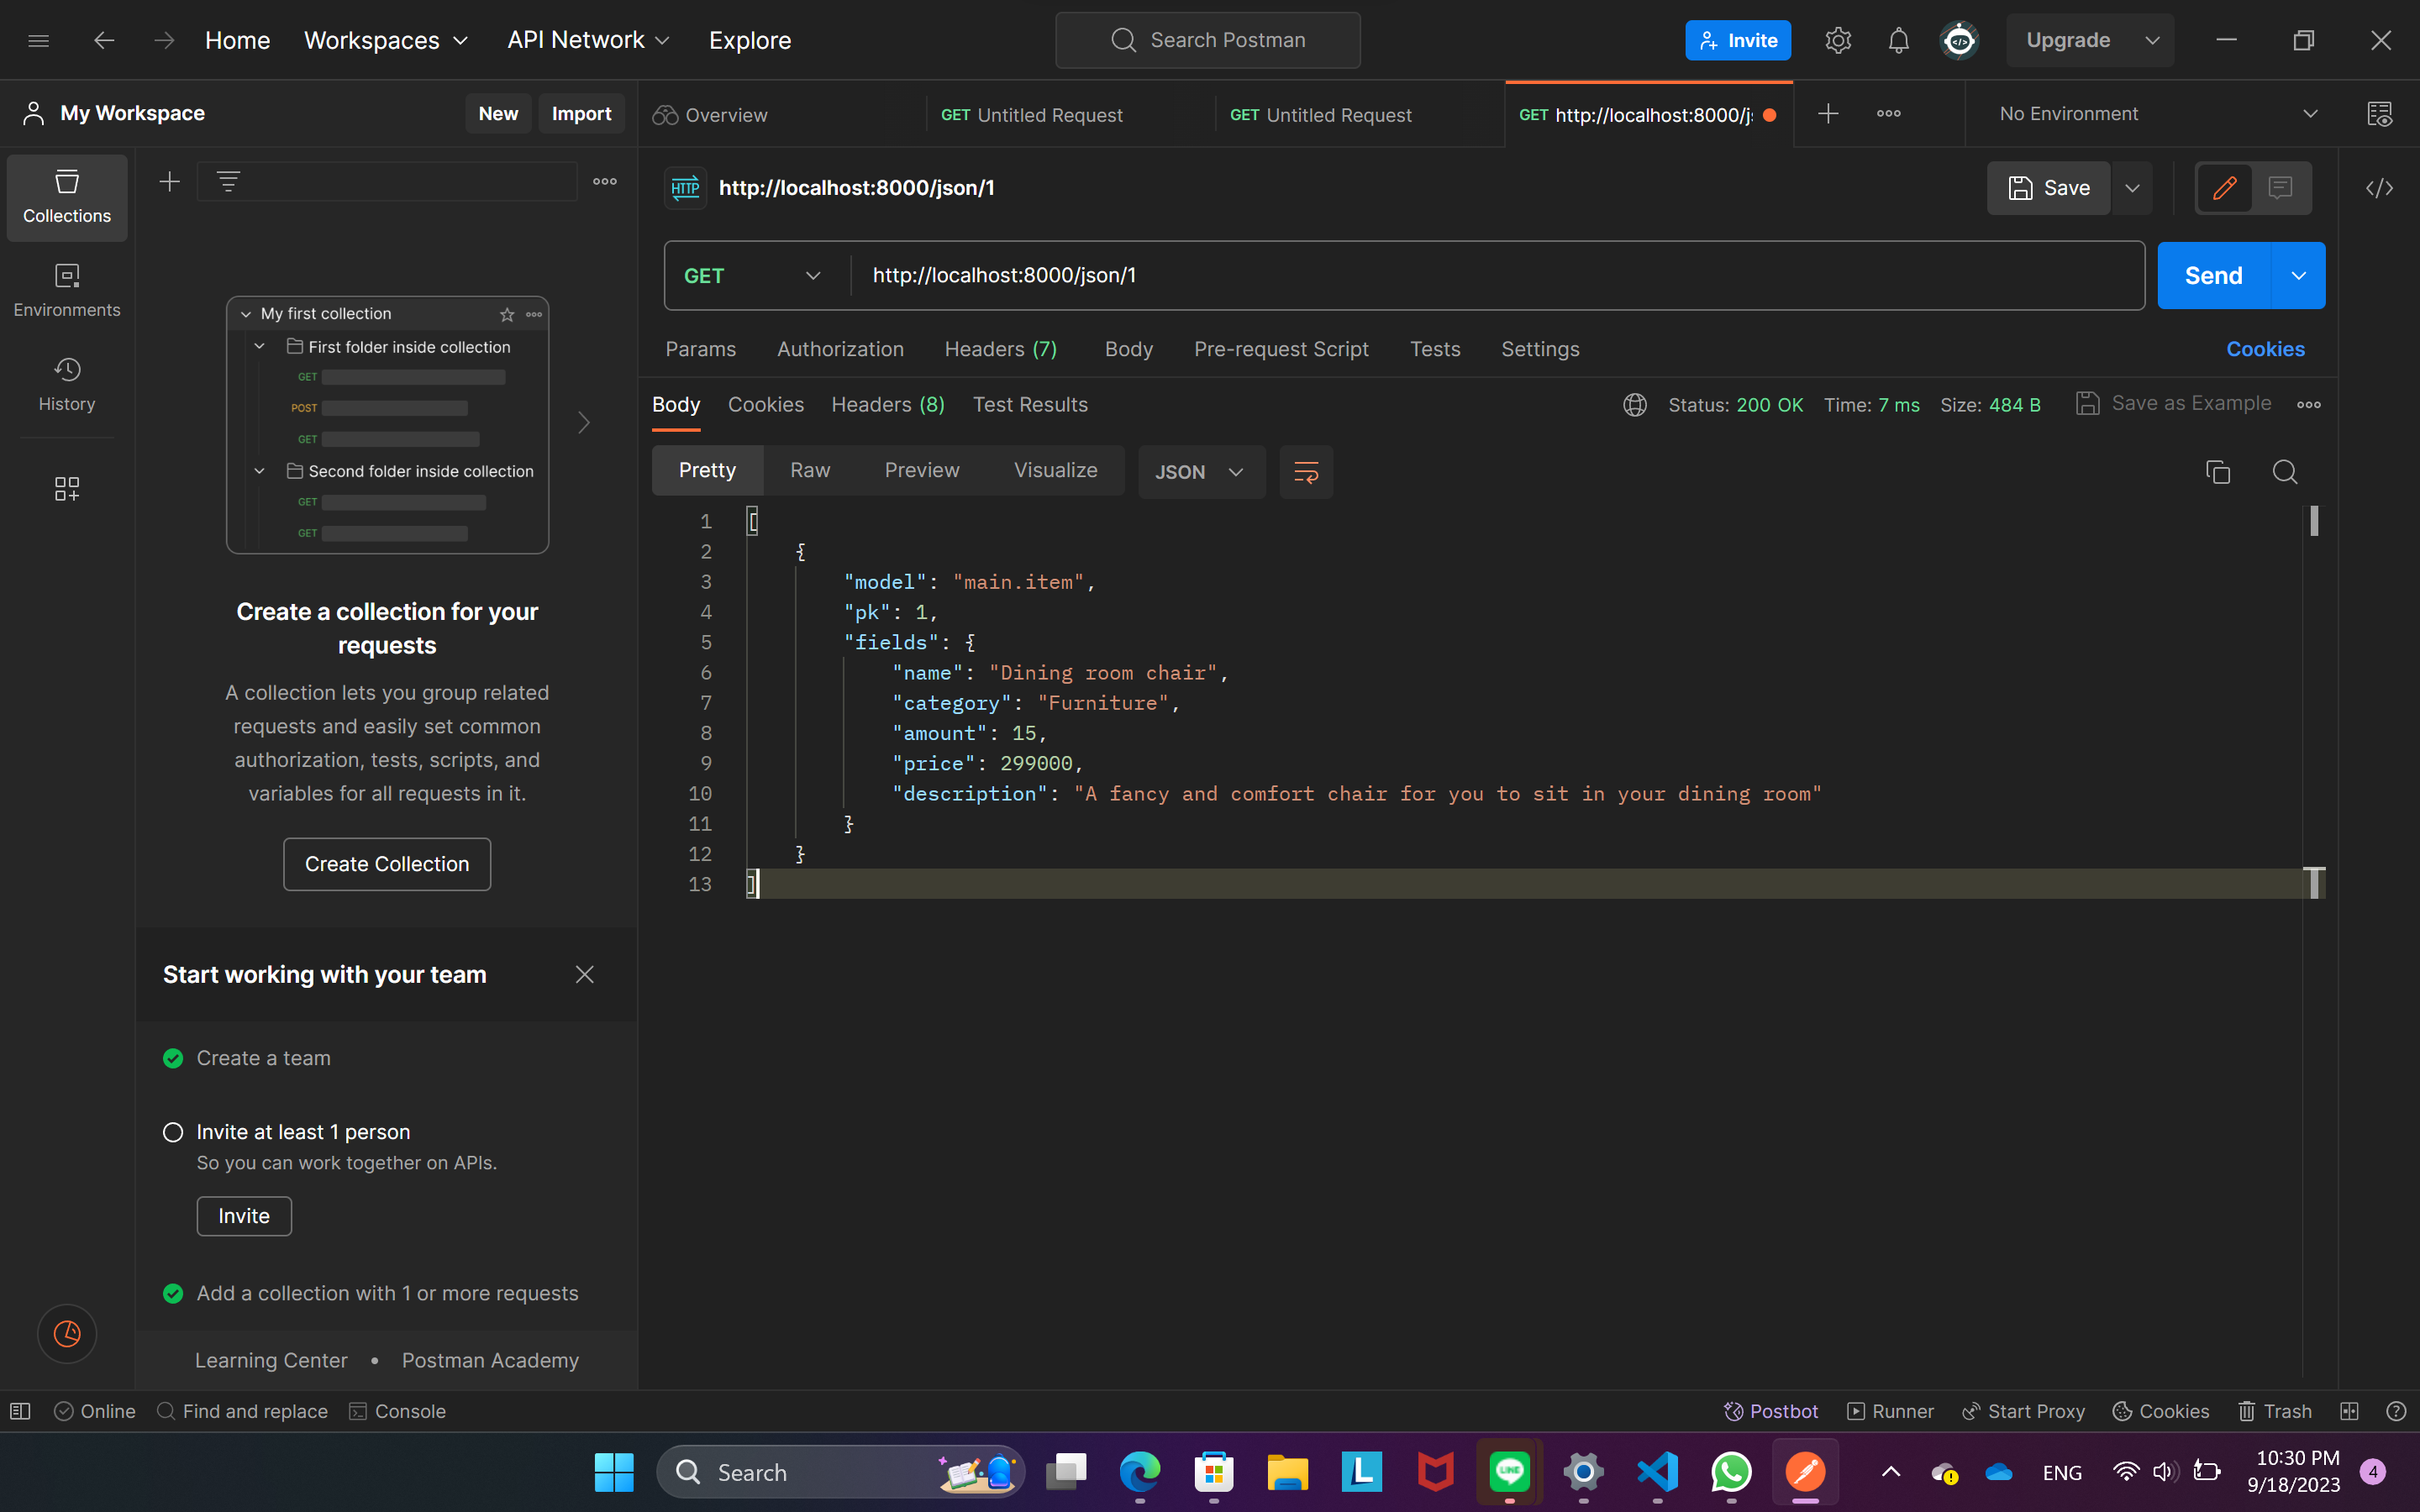 Home
Workspaces
API Network
Explore
Search Postman
Invite
Upgrade
My Workspace
New
Import
Overview
GET Untitled Request
GET Untitled Request
GET http://localhost:8000/j
No Environment
Collections
Environments
History
My first collection
First folder inside collection
GET
POST
GET
Second folder inside collection
GET
GET
Create a collection for your
requests
A collection lets you group related
requests and easily set common
authorization, tests, scripts, and
variables for all requests in it.
Create Collection
Start working with your team
Create a team
Invite at least 1 person
So you can work together on APIs.
Invite
Add a collection with 1 or more requests
Learning Center • Postman Academy
HTTP
http://localhost:8000/json/1
Save
GET
http://localhost:8000/json/1
Send
Params
Authorization
Headers (7)
Body
Pre-request Script
Tests
Settings
Cookies
Body
Cookies
Headers (8)
Test Results
Status: 200 OK
Time: 7 ms
Size: 484 B
Save as Example
Pretty
Raw
Preview
Visualize
JSON
1 [
2 {
3 "model": "main.item",
4 "pk": 1,
5 "fields": {
6 "name": "Dining room chair",
7 "category": "Furniture",
8 "amount": 15,
9 "price": 299000,
10 "description": "A fancy and comfort chair for you to sit in your dining room"
11 }
12 }
13 ]
Online
Find and replace
Console
Postbot
Runner
Start Proxy
Cookies
Trash
Search
L
LINE
ENG
10:30 PM
9/18/2023
4